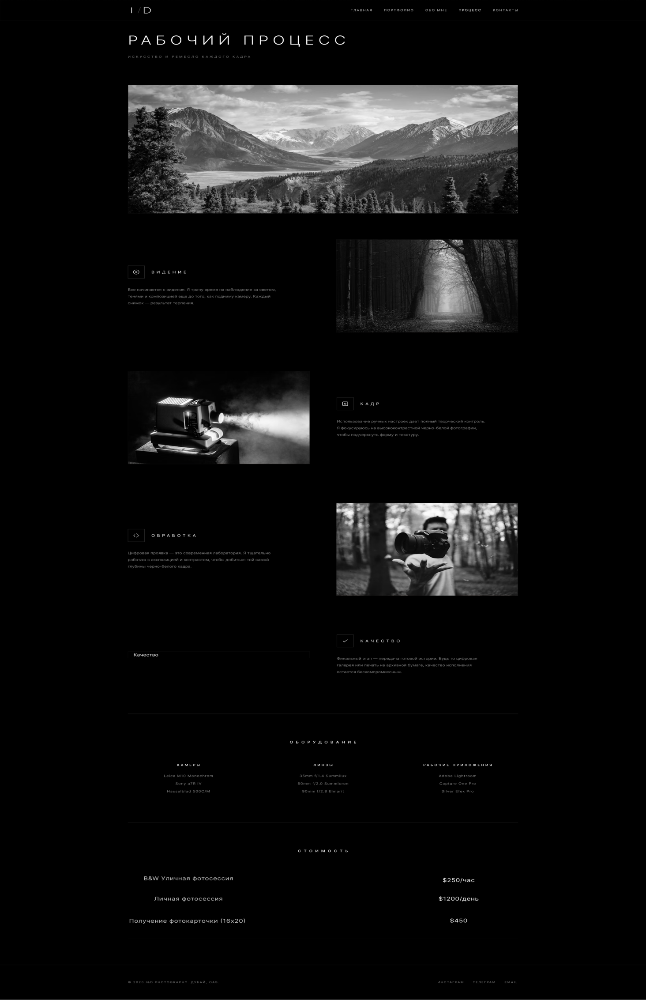 I / D
ГЛАВНАЯ ПОРТФОЛИО ОБО МНЕ ПРОЦЕСС КОНТАКТЫ
РАБОЧИЙ ПРОЦЕСС
ИСКУССТВО И РЕМЕСЛО КАЖДОГО КАДРА
ВИДЕНИЕ
Все начинается с видения. Я трачу время на наблюдение за светом,
тенями и композицией еще до того, как подниму камеру. Каждый
снимок — результат терпения.
КАДР
Использование ручных настроек дает полный творческий контроль.
Я фокусируюсь на высококонтрастной черно-белой фотографии,
чтобы подчеркнуть форму и текстуру.
ОБРАБОТКА
Цифровая проявка — это современная лаборатория. Я тщательно
работаю с экспозицией и контрастом, чтобы добиться той самой
глубины черно-белого кадра.
Качество
КАЧЕСТВО
Финальный этап — передача готовой истории. Будь то цифровая
галерея или печать на архивной бумаге, качество исполнения
остается бескомпромиссным.
ОБОРУДОВАНИЕ
КАМЕРЫ
Leica M10 Monochrom
Sony a7R IV
Hasselblad 500C/M
ЛИНЗЫ
35mm f/1.4 Summilux
50mm f/2.0 Summicron
90mm f/2.8 Elmarit
РАБОЧИЕ ПРИЛОЖЕНИЯ
Adobe Lightroom
Capture One Pro
Silver Efex Pro
СТОИМОСТЬ
B&W Уличная фотосессия $250/час
Личная фотосессия $1200/день
Получение фотокарточки (16x20) $450
© 2026 I&D PHOTOGRAPHY. ДУБАЙ, ОАЭ.
ИНСТАГРАМ ТЕЛЕГРАМ EMAIL